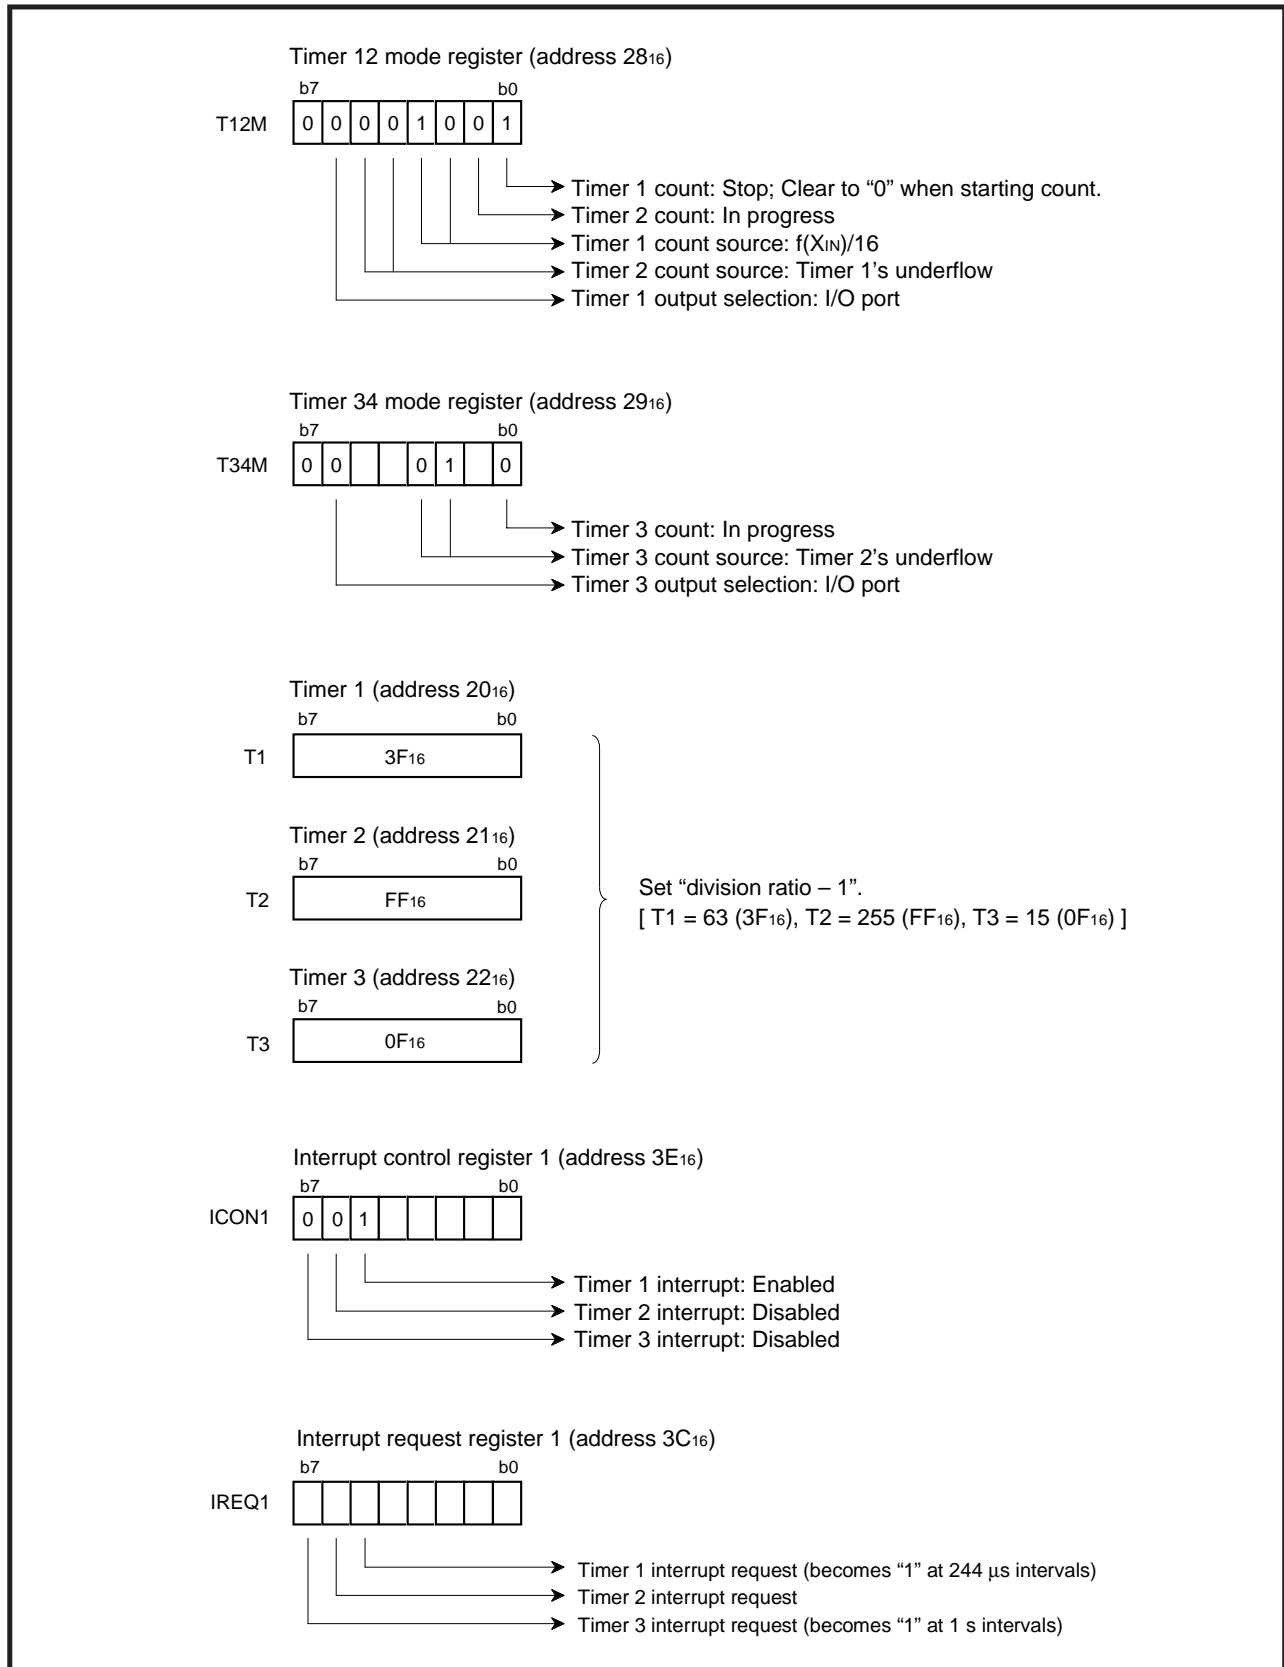 Timer 12 mode register (address 2816)
b7 b0
T12M 0 0 0 0 1 0 0 1
Timer 1 count: Stop; Clear to “0” when starting count.
Timer 2 count: In progress
Timer 1 count source: f(XIN)/16
Timer 2 count source: Timer 1’s underflow
Timer 1 output selection: I/O port
Timer 34 mode register (address 2916)
b7 b0
T34M 0 0 0 1 0
Timer 3 count: In progress
Timer 3 count source: Timer 2’s underflow
Timer 3 output selection: I/O port
Timer 1 (address 2016)
b7 b0
T1 3F16
Timer 2 (address 2116)
b7 b0
T2 FF16
Set “division ratio – 1”.
[ T1 = 63 (3F16), T2 = 255 (FF16), T3 = 15 (0F16) ]
Timer 3 (address 2216)
b7 b0
T3 0F16
Interrupt control register 1 (address 3E16)
b7 b0
ICON1 0 0 1
Timer 1 interrupt: Enabled
Timer 2 interrupt: Disabled
Timer 3 interrupt: Disabled
Interrupt request register 1 (address 3C16)
b7 b0
IREQ1
Timer 1 interrupt request (becomes “1” at 244 μs intervals)
Timer 2 interrupt request
Timer 3 interrupt request (becomes “1” at 1 s intervals)